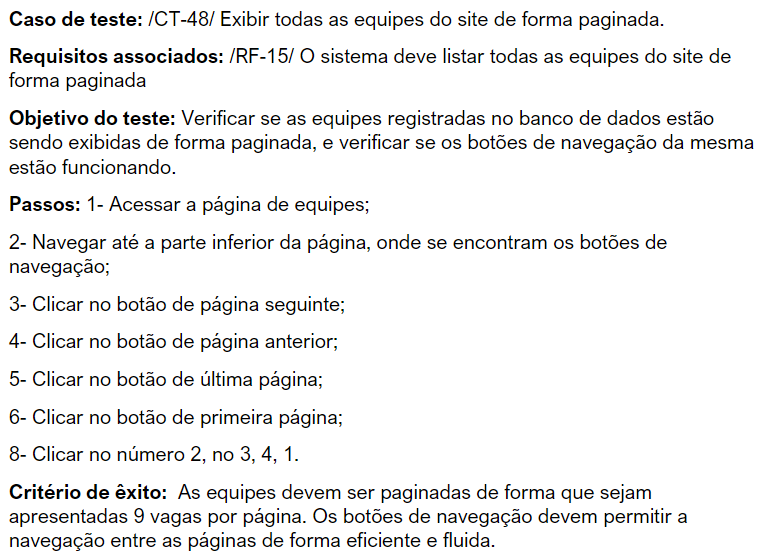 Caso de teste: /CT-48/ Exibir todas as equipes do site de forma paginada.
Requisitos associados: /RF-15/ O sistema deve listar todas as equipes do site de
forma paginada
Objetivo do teste: Verificar se as equipes registradas no banco de dados estão
sendo exibidas de forma paginada, e verificar se os botões de navegação da mesma
estão funcionando.
Passos: 1- Acessar a página de equipes;
2- Navegar até a parte inferior da página, onde se encontram os botões de
navegação;
3- Clicar no botão de página seguinte;
4- Clicar no botão de página anterior;
5- Clicar no botão de última página;
6- Clicar no botão de primeira página;
8- Clicar no número 2, no 3, 4, 1.
Critério de êxito:  As equipes devem ser paginadas de forma que sejam
apresentadas 9 vagas por página. Os botões de navegação devem permitir a
navegação entre as páginas de forma eficiente e fluida.